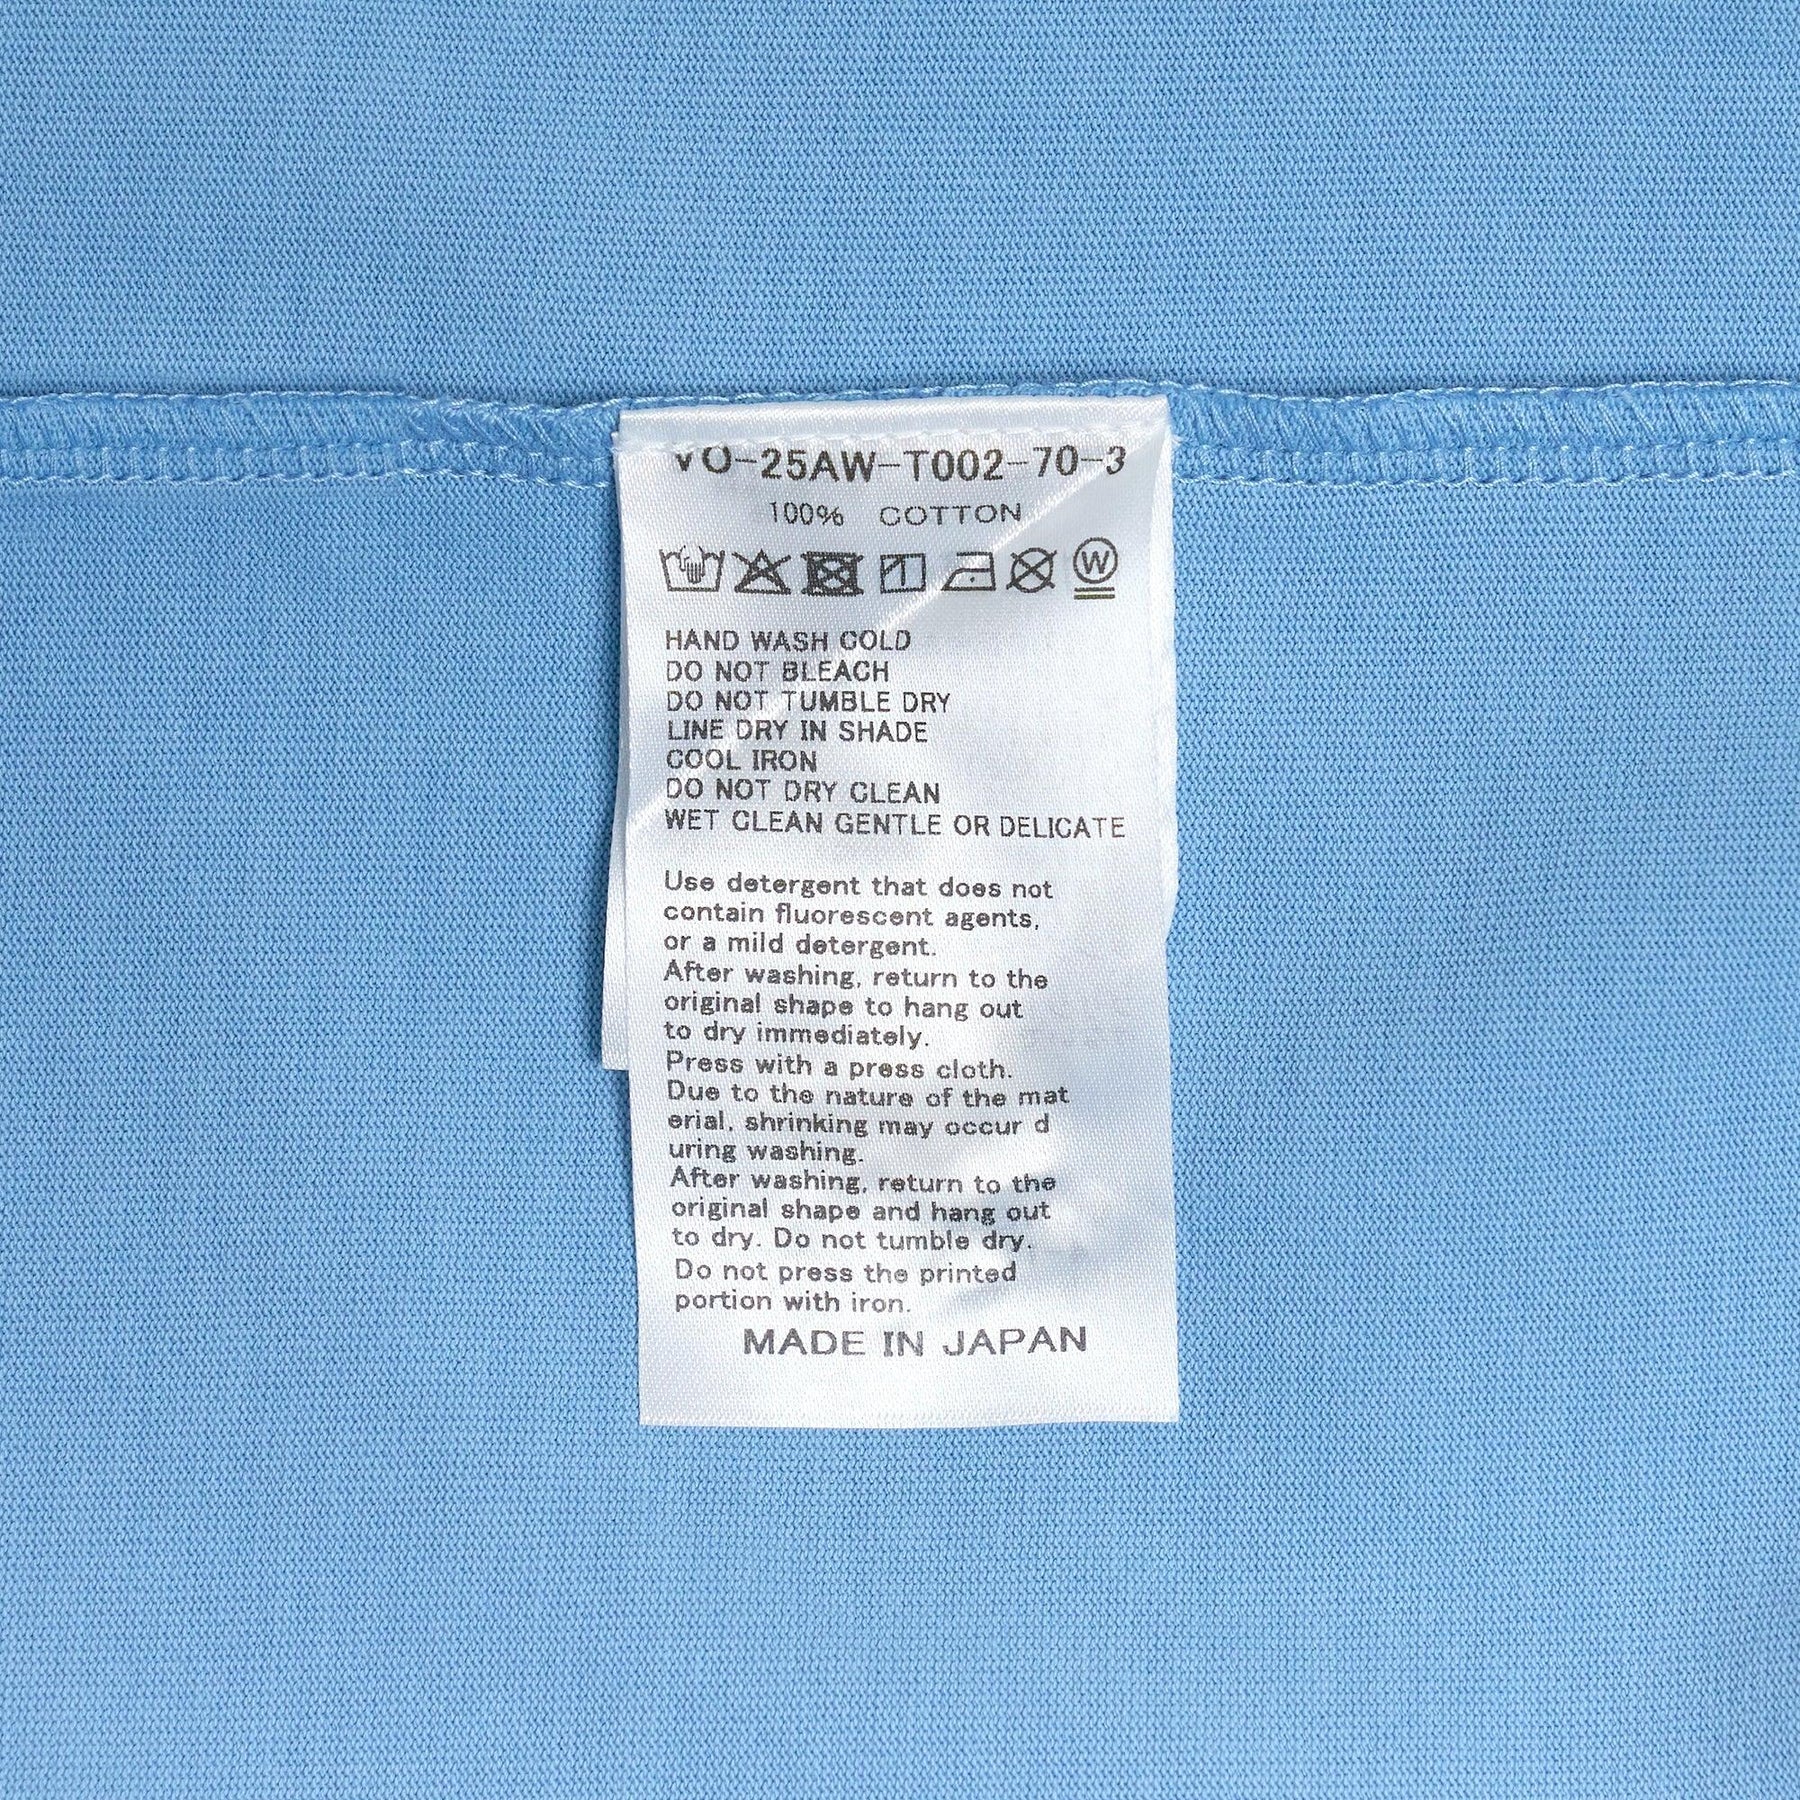 VO-25AW-T002-70-3
100% COTTON
W
HAND WASH COLD
DO NOT BLEACH
DO NOT TUMBLE DRY
LINE DRY IN SHADE
COOL IRON
DO NOT DRY CLEAN
WET CLEAN GENTLE OR DELICATE
Use detergent that does not
contain fluorescent agents,
or a mild detergent.
After washing, return to the
original shape to hang out
to dry immediately.
Press with a press cloth.
Due to the nature of the mat
erial, shrinking may occur d
uring washing.
After washing, return to the
original shape and hang out
to dry. Do not tumble dry.
Do not press the printed
portion with iron.
MADE IN JAPAN